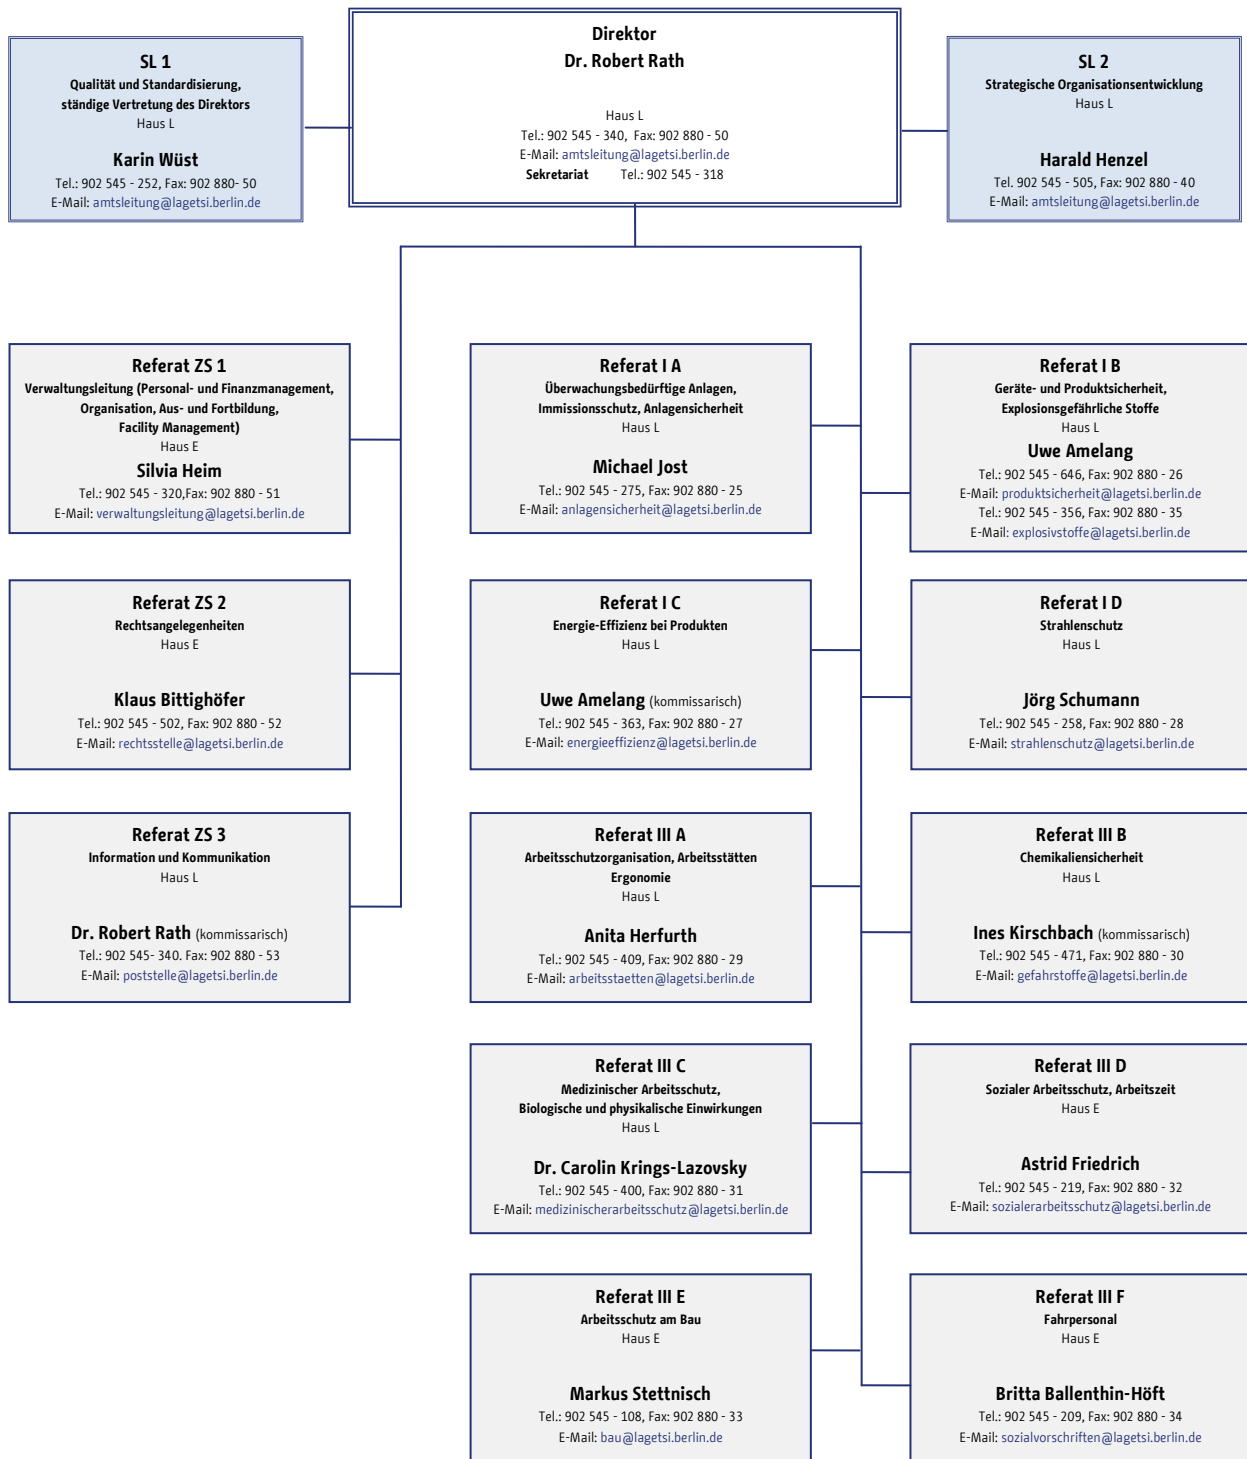 Direktor
Dr. Robert Rath
Haus L
Tel.: 902 545 - 340, Fax: 902 880 - 50
E-Mail: amtsleitung@lagetsi.berlin.de
Sekretariat Tel.: 902 545 - 318
SL 1
Qualität und Standardisierung,
ständige Vertretung des Direktors
Haus L
Karin Wüst
Tel.: 902 545 - 252, Fax: 902 880- 50
E-Mail: amtsleitung@lagetsi.berlin.de
SL 2
Strategische Organisationsentwicklung
Haus L
Harald Henzel
Tel. 902 545 - 505, Fax: 902 880 - 40
E-Mail: amtsleitung@lagetsi.berlin.de
Referat ZS 1
Verwaltungsleitung (Personal- und Finanzmanagement,
Organisation, Aus- und Fortbildung,
Facility Management)
Haus E
Silvia Heim
Tel.: 902 545 - 320,Fax: 902 880 - 51
E-Mail: verwaltungsleitung@lagetsi.berlin.de
Referat I A
Überwachungsbedürftige Anlagen,
Immissionsschutz, Anlagensicherheit
Haus L
Michael Jost
Tel.: 902 545 - 275, Fax: 902 880 - 25
E-Mail: anlagensicherheit@lagetsi.berlin.de
Referat I B
Geräte- und Produktsicherheit,
Explosionsgefährliche Stoffe
Haus L
Uwe Amelang
Tel.: 902 545 - 646, Fax: 902 880 - 26
E-Mail: produktsicherheit@lagetsi.berlin.de
Tel.: 902 545 - 356, Fax: 902 880 - 35
E-Mail: explosivstoffe@lagetsi.berlin.de
Referat ZS 2
Rechtsangelegenheiten
Haus E
Klaus Bittighöfer
Tel.: 902 545 - 502, Fax: 902 880 - 52
E-Mail: rechtsstelle@lagetsi.berlin.de
Referat I C
Energie-Effizienz bei Produkten
Haus L
Uwe Amelang (kommissarisch)
Tel.: 902 545 - 363, Fax: 902 880 - 27
E-Mail: energieeffizienz@lagetsi.berlin.de
Referat I D
Strahlenschutz
Haus L
Jörg Schumann
Tel.: 902 545 - 258, Fax: 902 880 - 28
E-Mail: strahlenschutz@lagetsi.berlin.de
Referat ZS 3
Information und Kommunikation
Haus L
Dr. Robert Rath (kommissarisch)
Tel.: 902 545- 340. Fax: 902 880 - 53
E-Mail: poststelle@lagetsi.berlin.de
Referat III A
Arbeitsschutzorganisation, Arbeitsstätten
Ergonomie
Haus L
Anita Herfurth
Tel.: 902 545 - 409, Fax: 902 880 - 29
E-Mail: arbeitsstaetten@lagetsi.berlin.de
Referat III B
Chemikaliensicherheit
Haus L
Ines Kirschbach (kommissarisch)
Tel.: 902 545 - 471, Fax: 902 880 - 30
E-Mail: gefahrstoffe@lagetsi.berlin.de
Referat III C
Medizinischer Arbeitsschutz,
Biologische und physikalische Einwirkungen
Haus L
Dr. Carolin Krings-Lazovsky
Tel.: 902 545 - 400, Fax: 902 880 - 31
E-Mail: medizinischerarbeitsschutz@lagetsi.berlin.de
Referat III D
Sozialer Arbeitsschutz, Arbeitszeit
Haus E
Astrid Friedrich
Tel.: 902 545 - 219, Fax: 902 880 - 32
E-Mail: sozialerarbeitsschutz@lagetsi.berlin.de
Referat III E
Arbeitsschutz am Bau
Haus E
Markus Stettnisch
Tel.: 902 545 - 108, Fax: 902 880 - 33
E-Mail: bau@lagetsi.berlin.de
Referat III F
Fahrpersonal
Haus E
Britta Ballenthin-Höft
Tel.: 902 545 - 209, Fax: 902 880 - 34
E-Mail: sozialvorschriften@lagetsi.berlin.de